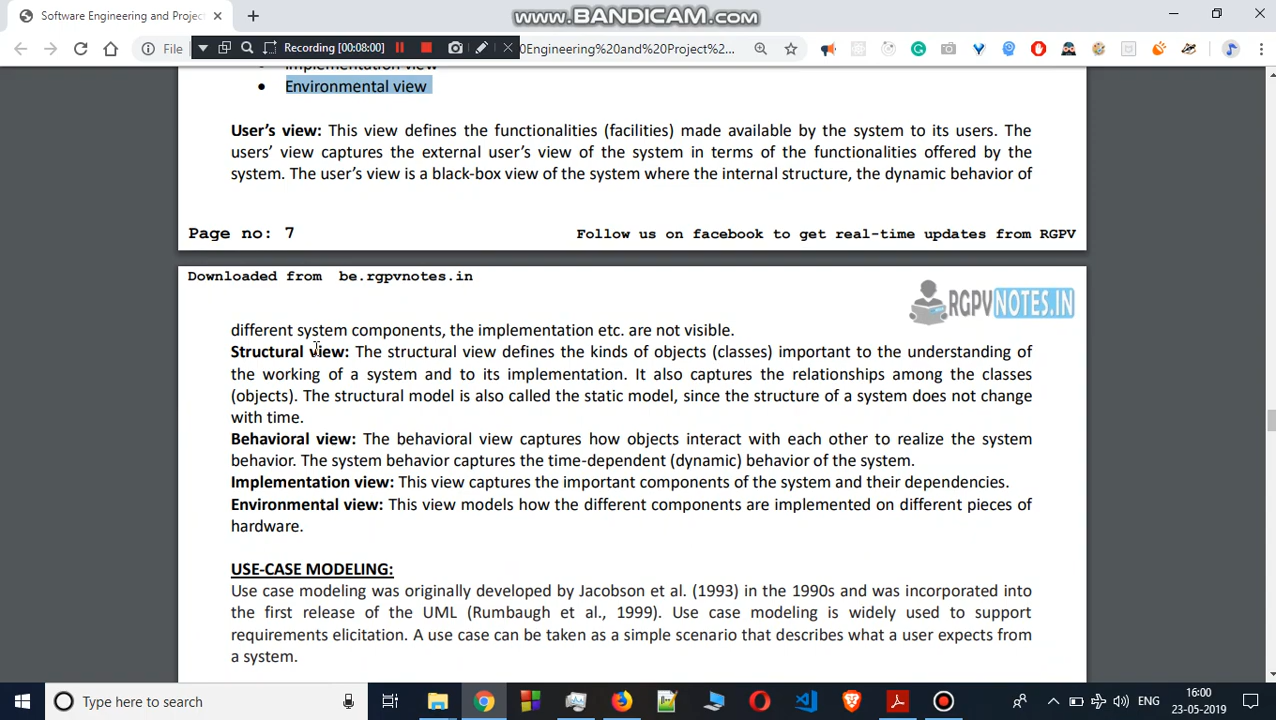 Software Engineering and Project
www.BANDICAM.com
File
Recording [00:08:00]
0Engineering%20and%20Project%2...
Implementation view
Environmental view
User's view: This view defines the functionalities (facilities) made available by the system to its users. The
users' view captures the external user's view of the system in terms of the functionalities offered by the
system. The user's view is a black-box view of the system where the internal structure, the dynamic behavior of
Page no: 7
Follow us on facebook to get real-time updates from RGPV
Downloaded from be.rgpvnotes.in
RGPVNOTES.IN
different system components, the implementation etc. are not visible.
Structural view: The structural view defines the kinds of objects (classes) important to the understanding of
the working of a system and to its implementation. It also captures the relationships among the classes
(objects). The structural model is also called the static model, since the structure of a system does not change
with time.
Behavioral view: The behavioral view captures how objects interact with each other to realize the system
behavior. The system behavior captures the time-dependent (dynamic) behavior of the system.
Implementation view: This view captures the important components of the system and their dependencies.
Environmental view: This view models how the different components are implemented on different pieces of
hardware.
USE-CASE MODELING:
Use case modeling was originally developed by Jacobson et al. (1993) in the 1990s and was incorporated into
the first release of the UML (Rumbaugh et al., 1999). Use case modeling is widely used to support
requirements elicitation. A use case can be taken as a simple scenario that describes what a user expects from
a system.
Type here to search
ENG
16:00
23-05-2019